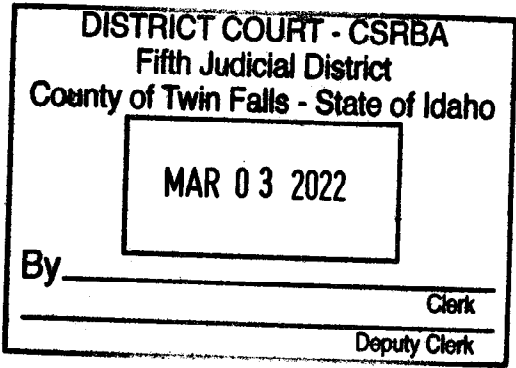 DISTRICT COURT - CSRBA
Fifth Judicial District
County of Twin Falls - State of Idaho
MAR 03 2022
By
Clerk
Deputy Clerk